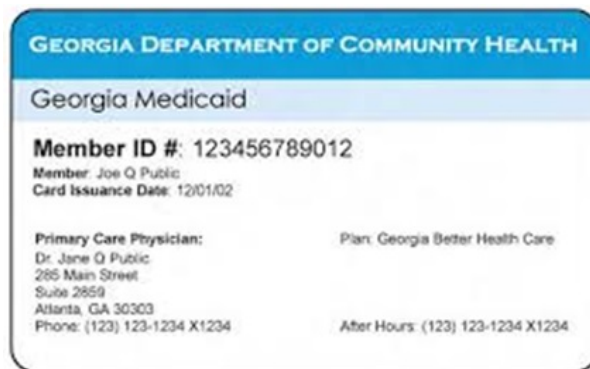 GEORGIA DEPARTMENT OF COMMUNITY HEALTH
Georgia Medicaid
Member ID #: 123456789012
Member: Joe Q Public
Card Issuance Date: 12/01/02
Primary Care Physician:
Dr. Jane Q Public
285 Main Street
Suite 2859
Atlanta, GA 30303
Phone: (123) 123-1234 X1234
Plan: Georgia Better Health Care
After Hours: (123) 123-1234 X1234